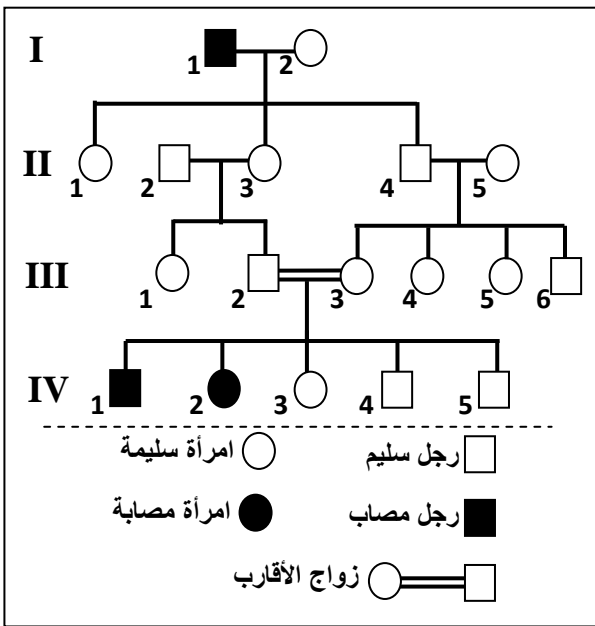 I
1 2
II
1 2 3 4 5
III
1 2 3 4 5 6
IV
1 2 3 4 5
رجل سليم امرأة سليمة
رجل مصاب امرأة مصابة
زواج الأقارب